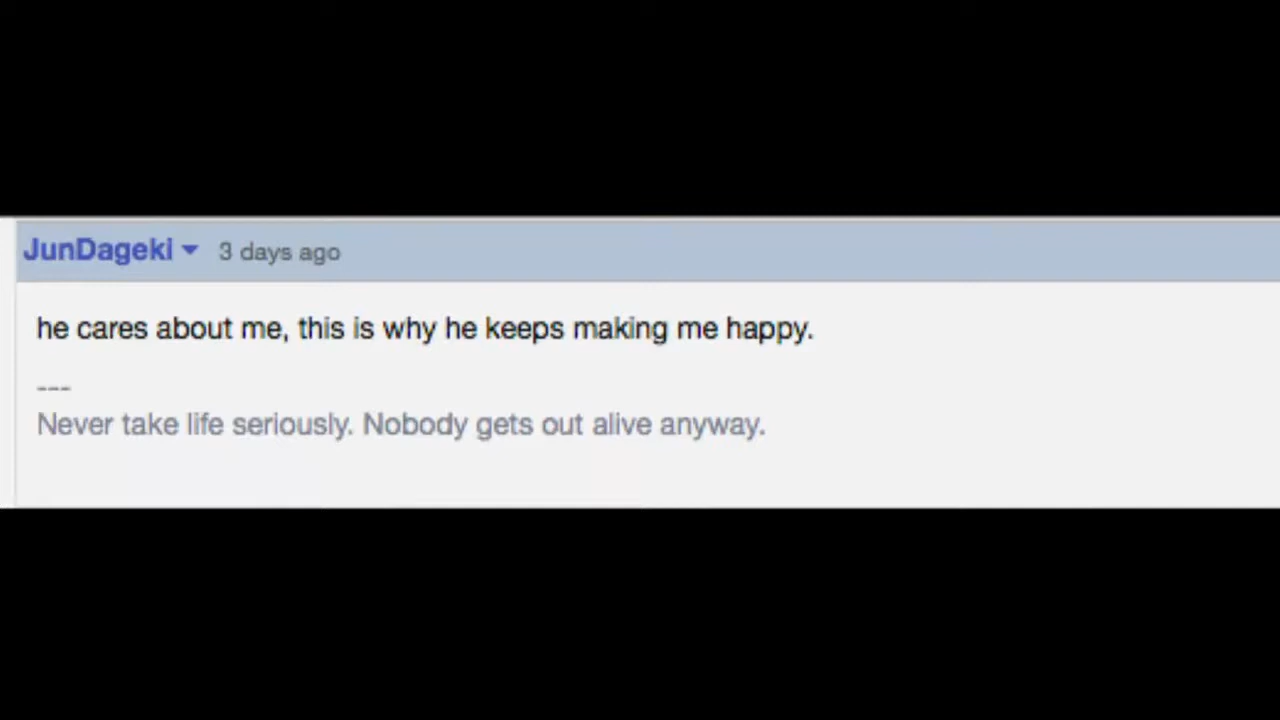 JunDageki 3 days ago
he cares about me, this is why he keeps making me happy.
---
Never take life seriously. Nobody gets out alive anyway.